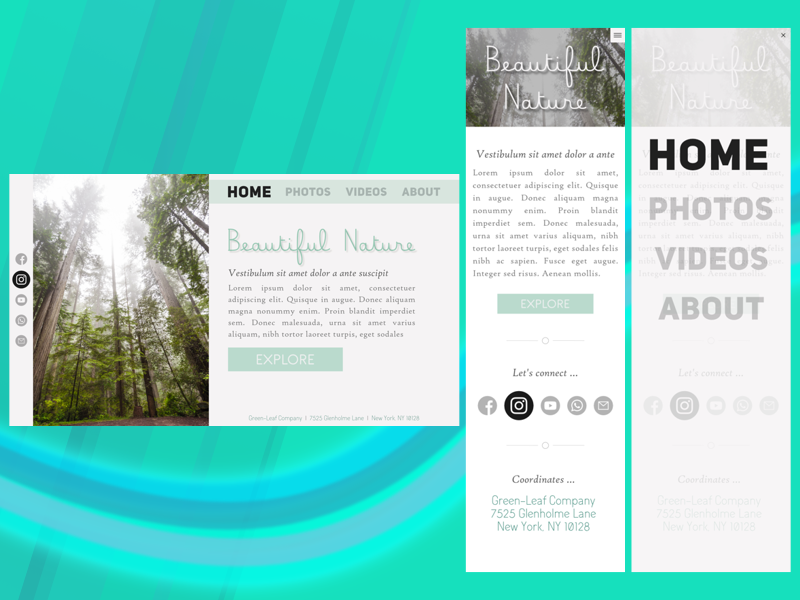 HOME PHOTOS VIDEOS ABOUT
Beautiful Nature
Vestibulum sit amet dolor a ante suscipit
Lorem ipsum dolor sit amet, consectetuer
adipiscing elit. Quisque in augue. Donec aliquam
magna nonummy enim. Proin blandit imperdiet
sem. Donec malesuada, urna sit amet varius
aliquam, nibh tortor laoreet turpis, eget sodales
EXPLORE
Green-Leaf Company | 7525 Glenholme Lane | New York, NY 10128
Beautiful
Nature
Vestibulum sit amet dolor a ante
Lorem ipsum dolor sit amet,
consectetuer adipiscing elit. Quisque
in augue. Donec aliquam magna
nonummy enim. Proin blandit
imperdiet sem. Donec malesuada,
urna sit amet varius aliquam, nibh
tortor laoreet turpis, eget sodales felis
nibh ac sapien. Fusce eget augue.
Integer sed risus. Aenean mollis.
EXPLORE
Let's connect ...
Coordinates ...
Green-Leaf Company
7525 Glenholme Lane
New York, NY 10128
Beautiful
Nature
HOME
PHOTOS
VIDEOS
ABOUT
Let's connect ...
Coordinates ...
Green-Leaf Company
7525 Glenholme Lane
New York, NY 10128